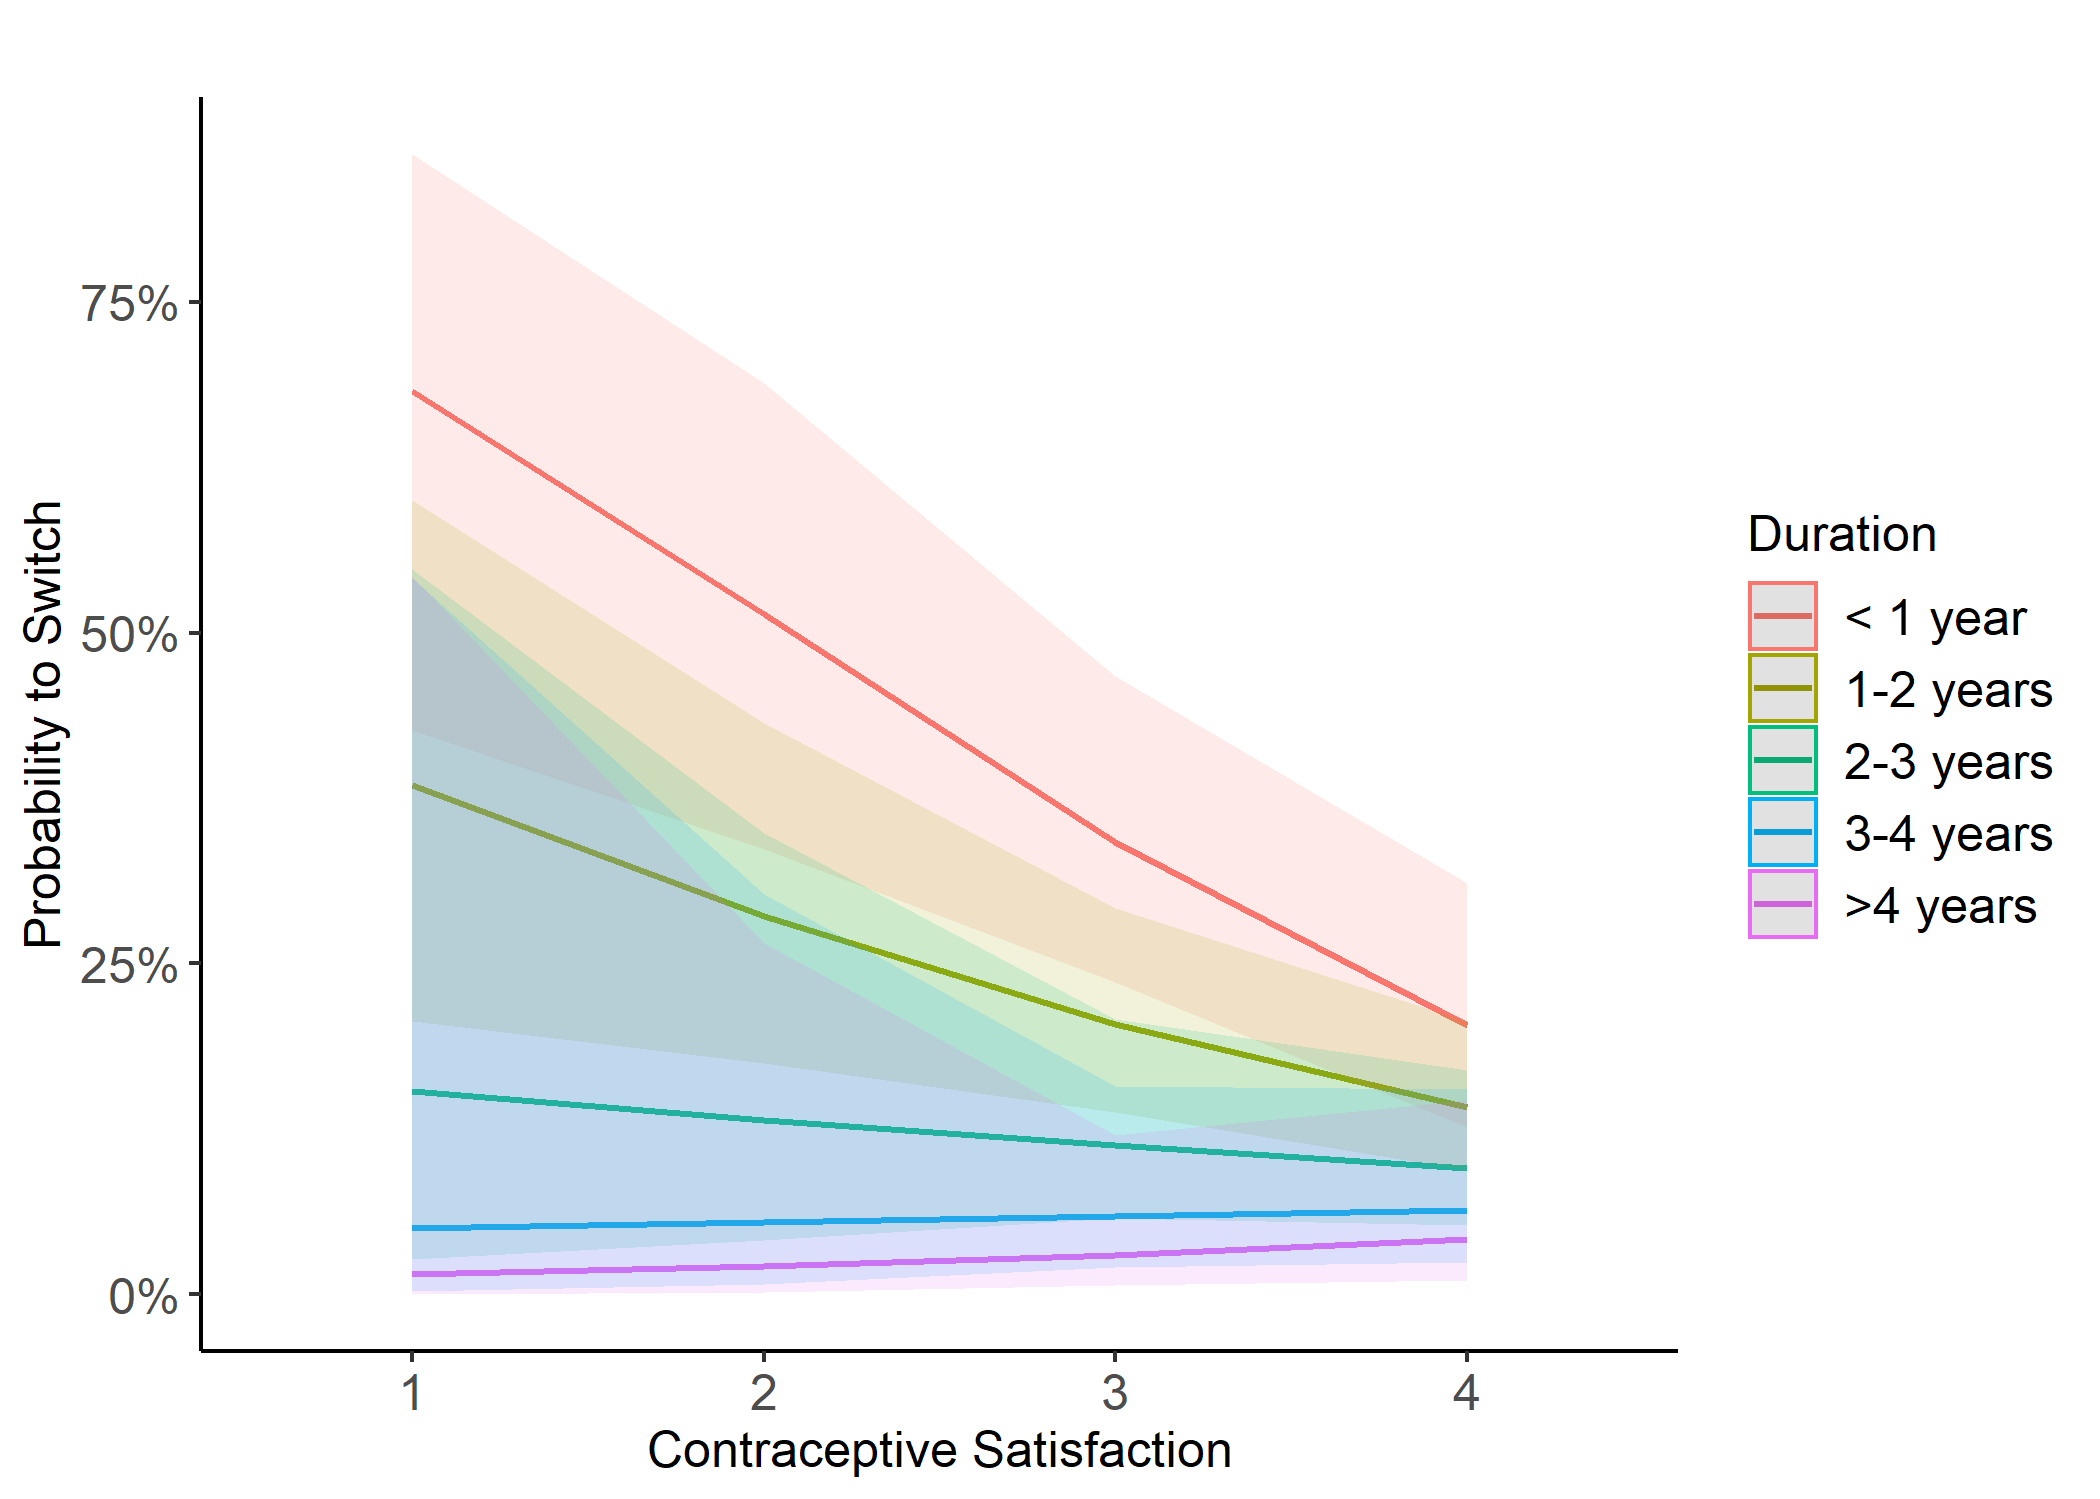 Probability to Switch
75%
50%
25%
0%
1 2 3 4
Contraceptive Satisfaction
Duration
< 1 year
1-2 years
2-3 years
3-4 years
>4 years